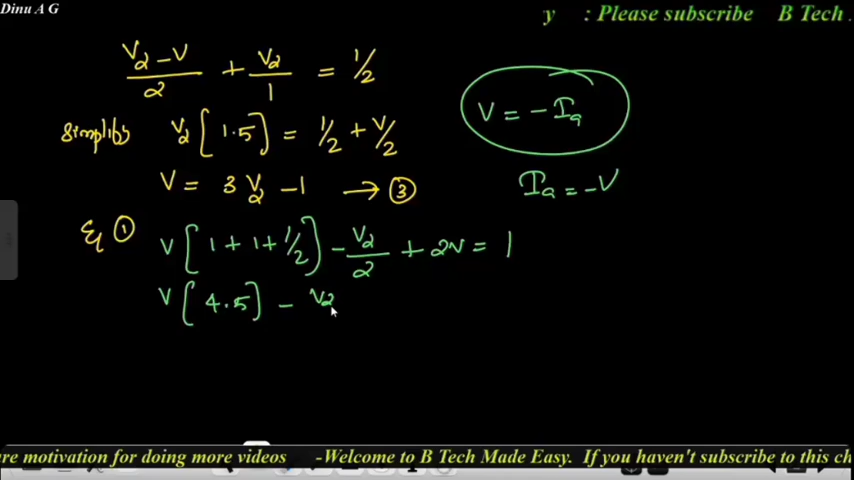 Dinu A G
y : Please subscribe B Tech
V₂ - V / 2 + V₂ / 1 = 1/2
Simplify V₂ [ 1.5 ] = 1/2 + V/2
V = 3 V₂ - 1 → ③
V = - Iₐ
Iₐ = - V
Eq ① V [ 1 + 1 + 1/2 ] - V₂ / 2 + 2V = 1
V [ 4.5 ] - V₂
re motivation for doing more videos -Welcome to B Tech Made Easy. If you haven't subscribe to this ch